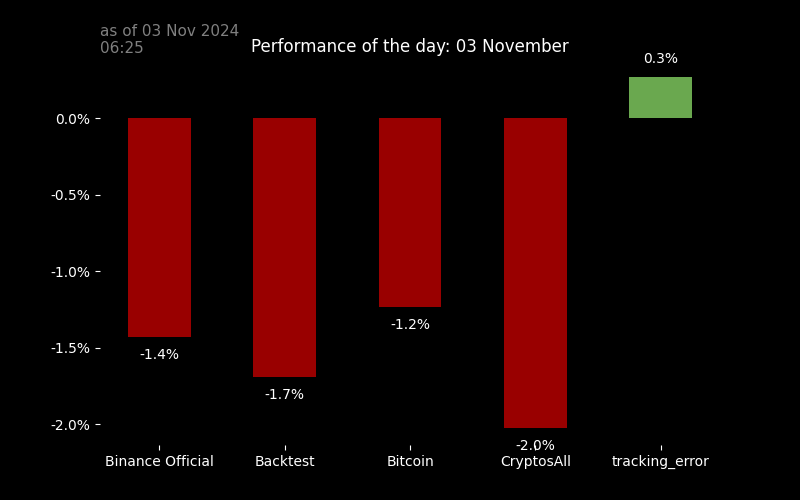 as of 03 Nov 2024
06:25
Performance of the day: 03 November
0.3%
0.0%
-0.5%
-1.0%
-1.5%
-2.0%
-1.4%
-1.7%
-1.2%
-2.0%
Binance Official
Backtest
Bitcoin
CryptosAll
tracking_error